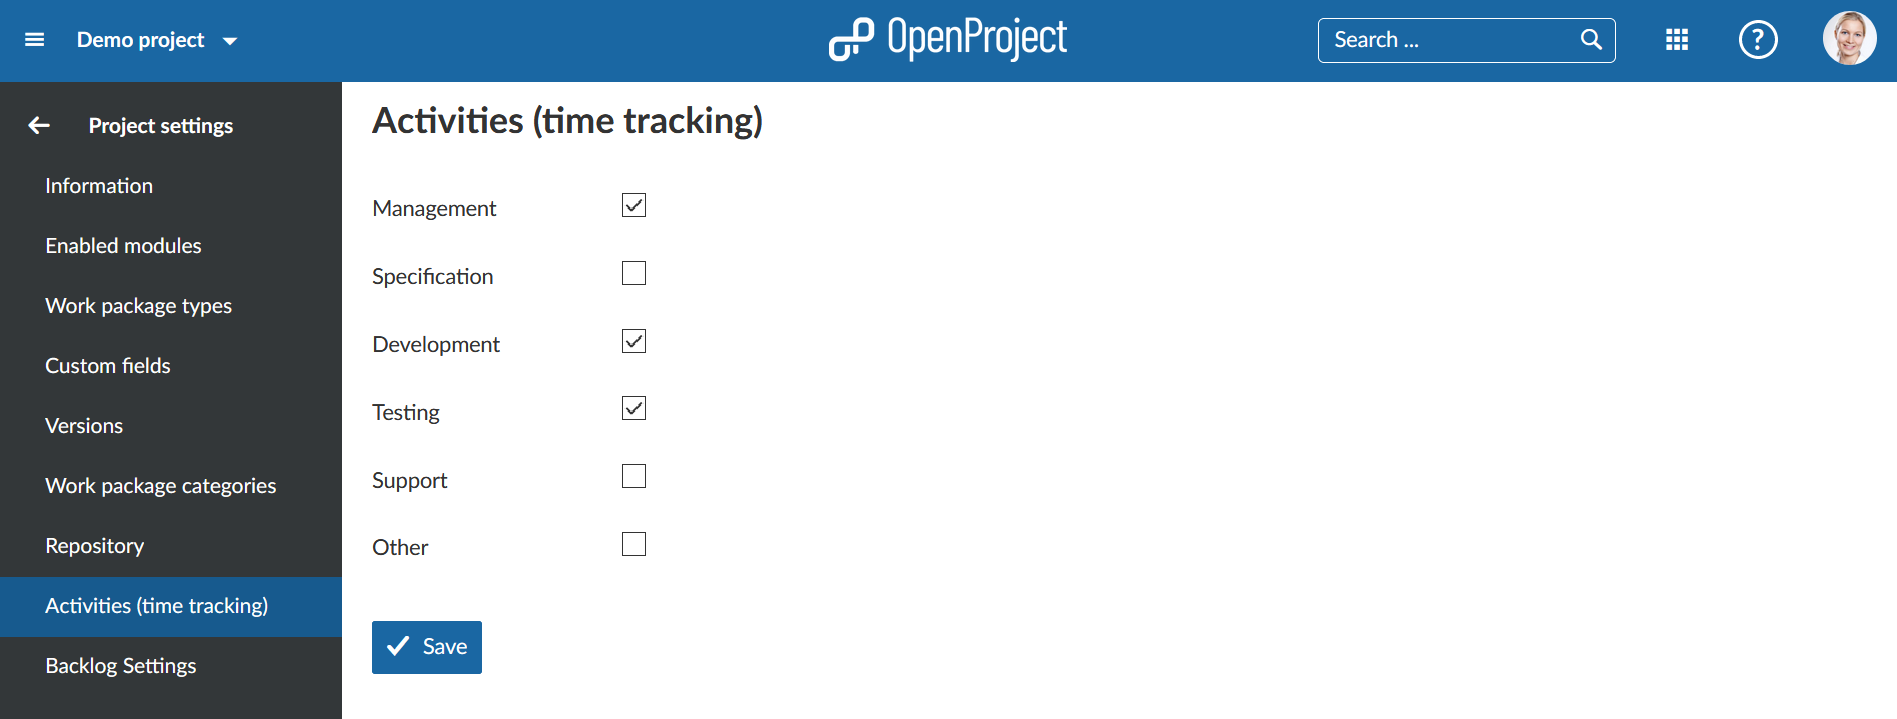 Demo project
OpenProject
Search ...
?
Project settings
Information
Enabled modules
Work package types
Custom fields
Versions
Work package categories
Repository
Activities (time tracking)
Backlog Settings
Activities (time tracking)
Management
Specification
Development
Testing
Support
Other
Save